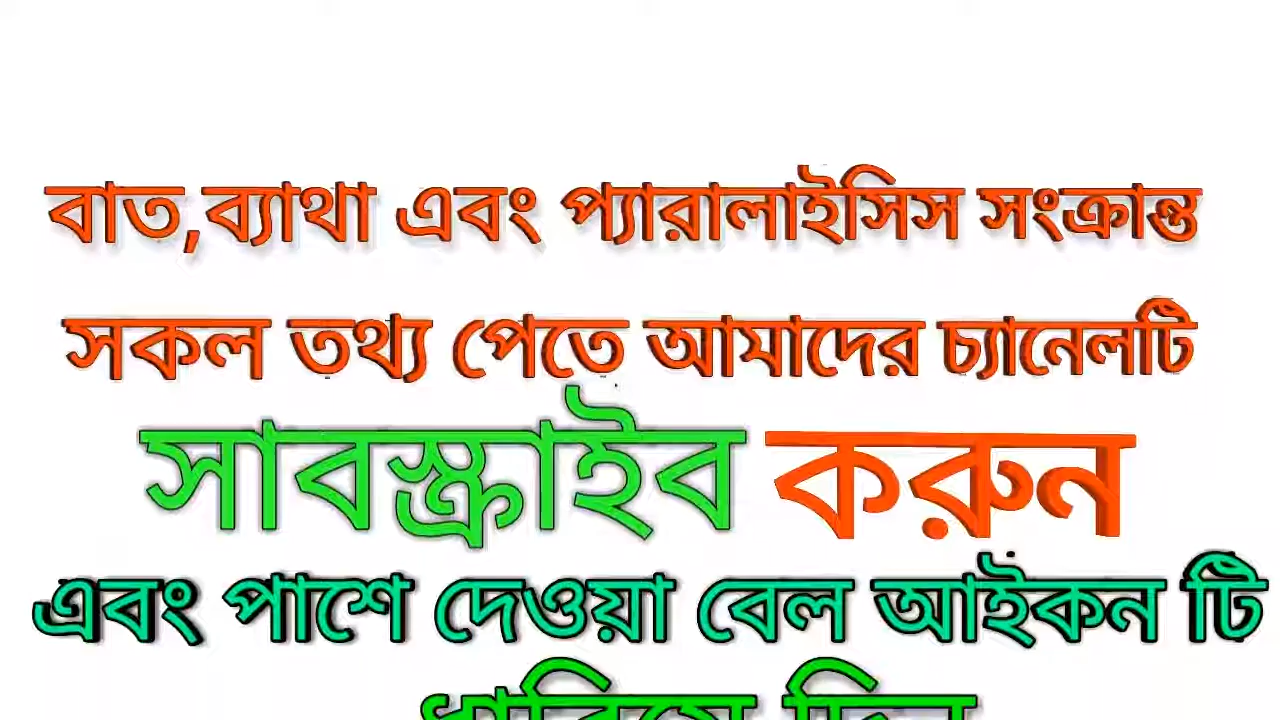 বাত,ব্যাথা এবং প্যারালাইসিস সংক্রান্ত
সকল তথ্য পেতে আমাদের চ্যানেলটি
সাবস্ক্রাইব করুন
এবং পাশে দেওয়া বেল আইকন টি